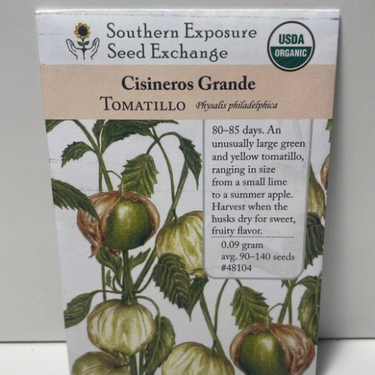 Southern Exposure
Seed Exchange
USDA
ORGANIC
Cisineros Grande
TOMATILLO Physalis philadelphica
80–85 days. An
unusually large green
and yellow tomatillo,
ranging in size
from a small lime
to a summer apple.
Harvest when the
husks dry for sweet,
fruity flavor.
0.09 gram
avg. 90–140 seeds
#48104